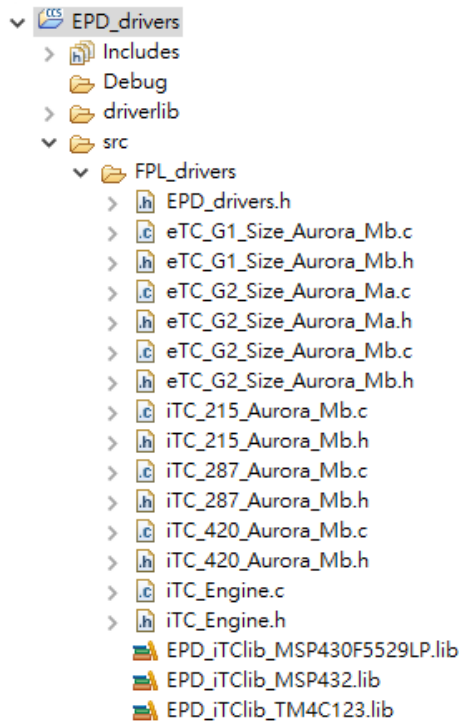 EPD_drivers
Includes
Debug
driverlib
src
FPL_drivers
EPD_drivers.h
eTC_G1_Size_Aurora_Mb.c
eTC_G1_Size_Aurora_Mb.h
eTC_G2_Size_Aurora_Ma.c
eTC_G2_Size_Aurora_Ma.h
eTC_G2_Size_Aurora_Mb.c
eTC_G2_Size_Aurora_Mb.h
iTC_215_Aurora_Mb.c
iTC_215_Aurora_Mb.h
iTC_287_Aurora_Mb.c
iTC_287_Aurora_Mb.h
iTC_420_Aurora_Mb.c
iTC_420_Aurora_Mb.h
iTC_Engine.c
iTC_Engine.h
EPD_iTClib_MSP430F5529LP.lib
EPD_iTClib_MSP432.lib
EPD_iTClib_TM4C123.lib